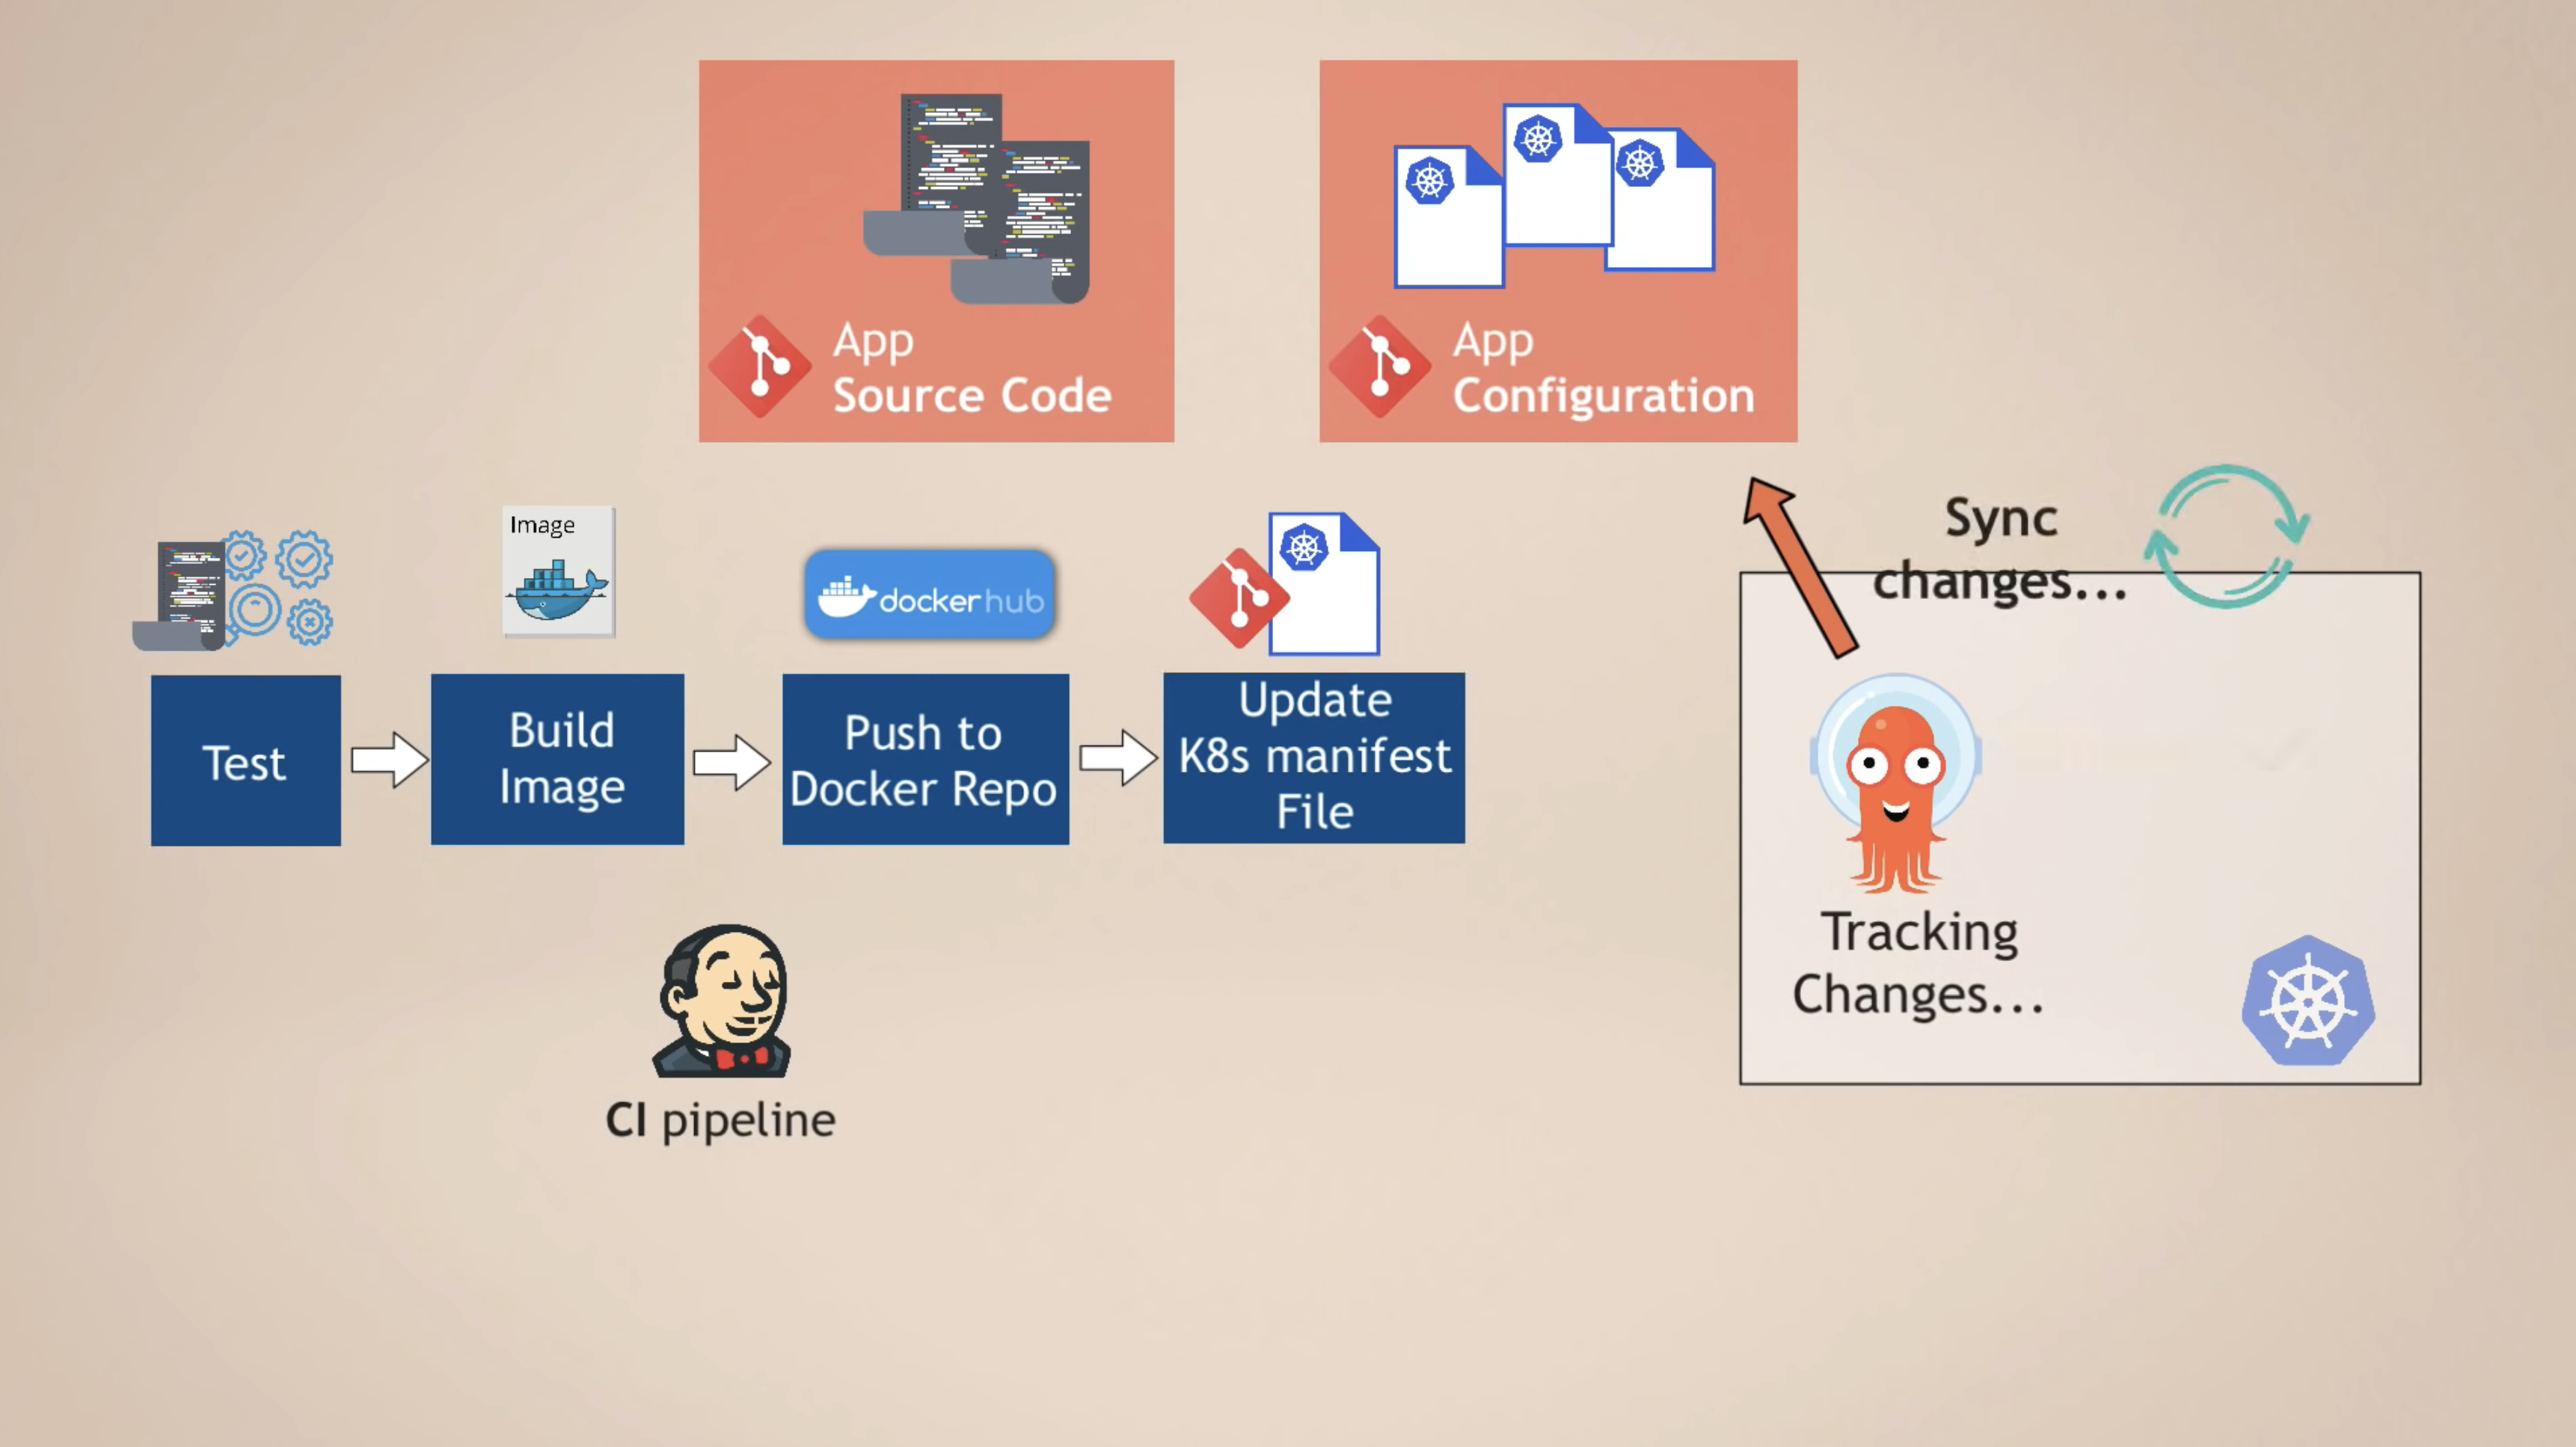 App
Source Code
App
Configuration
Image
dockerhub
Sync
changes...
Test
Build
Image
Push to
Docker Repo
Update
K8s manifest
File
Tracking
Changes...
CI pipeline